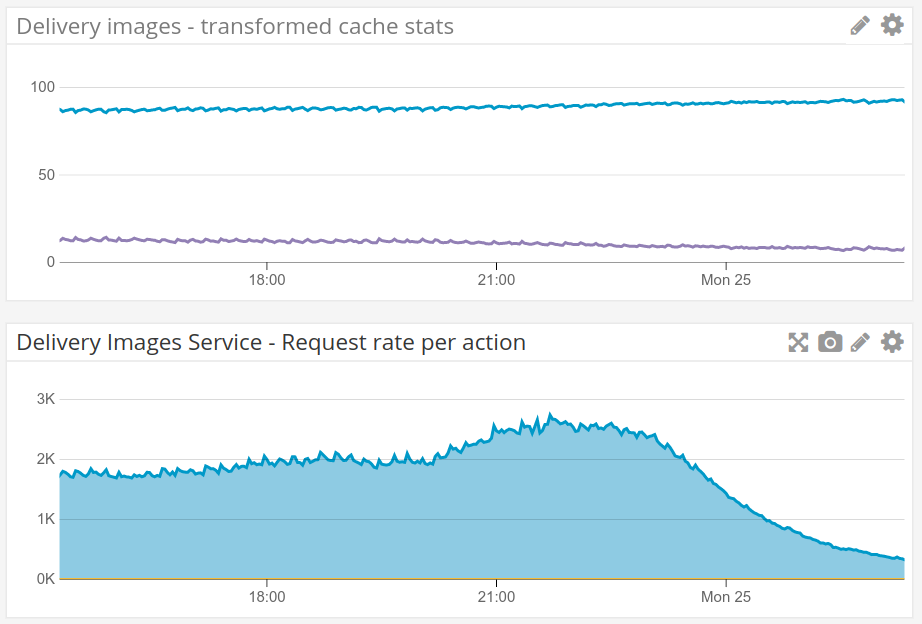 Delivery images - transformed cache stats
100
50
0
18:00 21:00 Mon 25
Delivery Images Service - Request rate per action
3K
2K
1K
0K
18:00 21:00 Mon 25